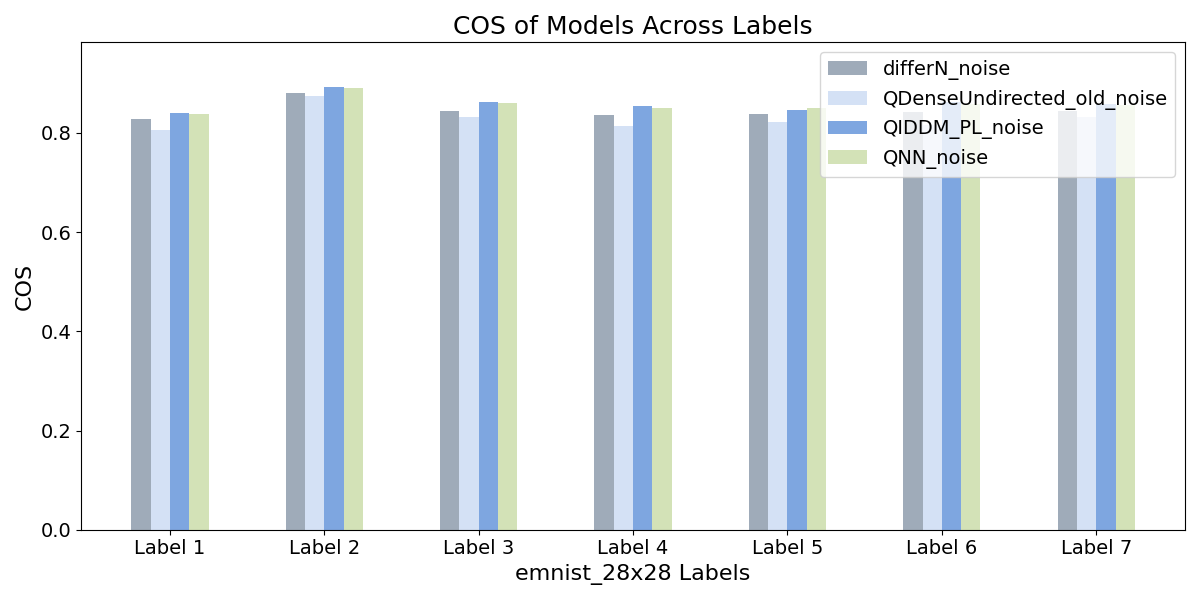 COS of Models Across Labels
differN_noise
QDenseUndirected_old_noise
QIDDM_PL_noise
QNN_noise
COS
0.8
0.6
0.4
0.2
0.0
Label 1 Label 2 Label 3 Label 4 Label 5 Label 6 Label 7
emnist_28x28 Labels